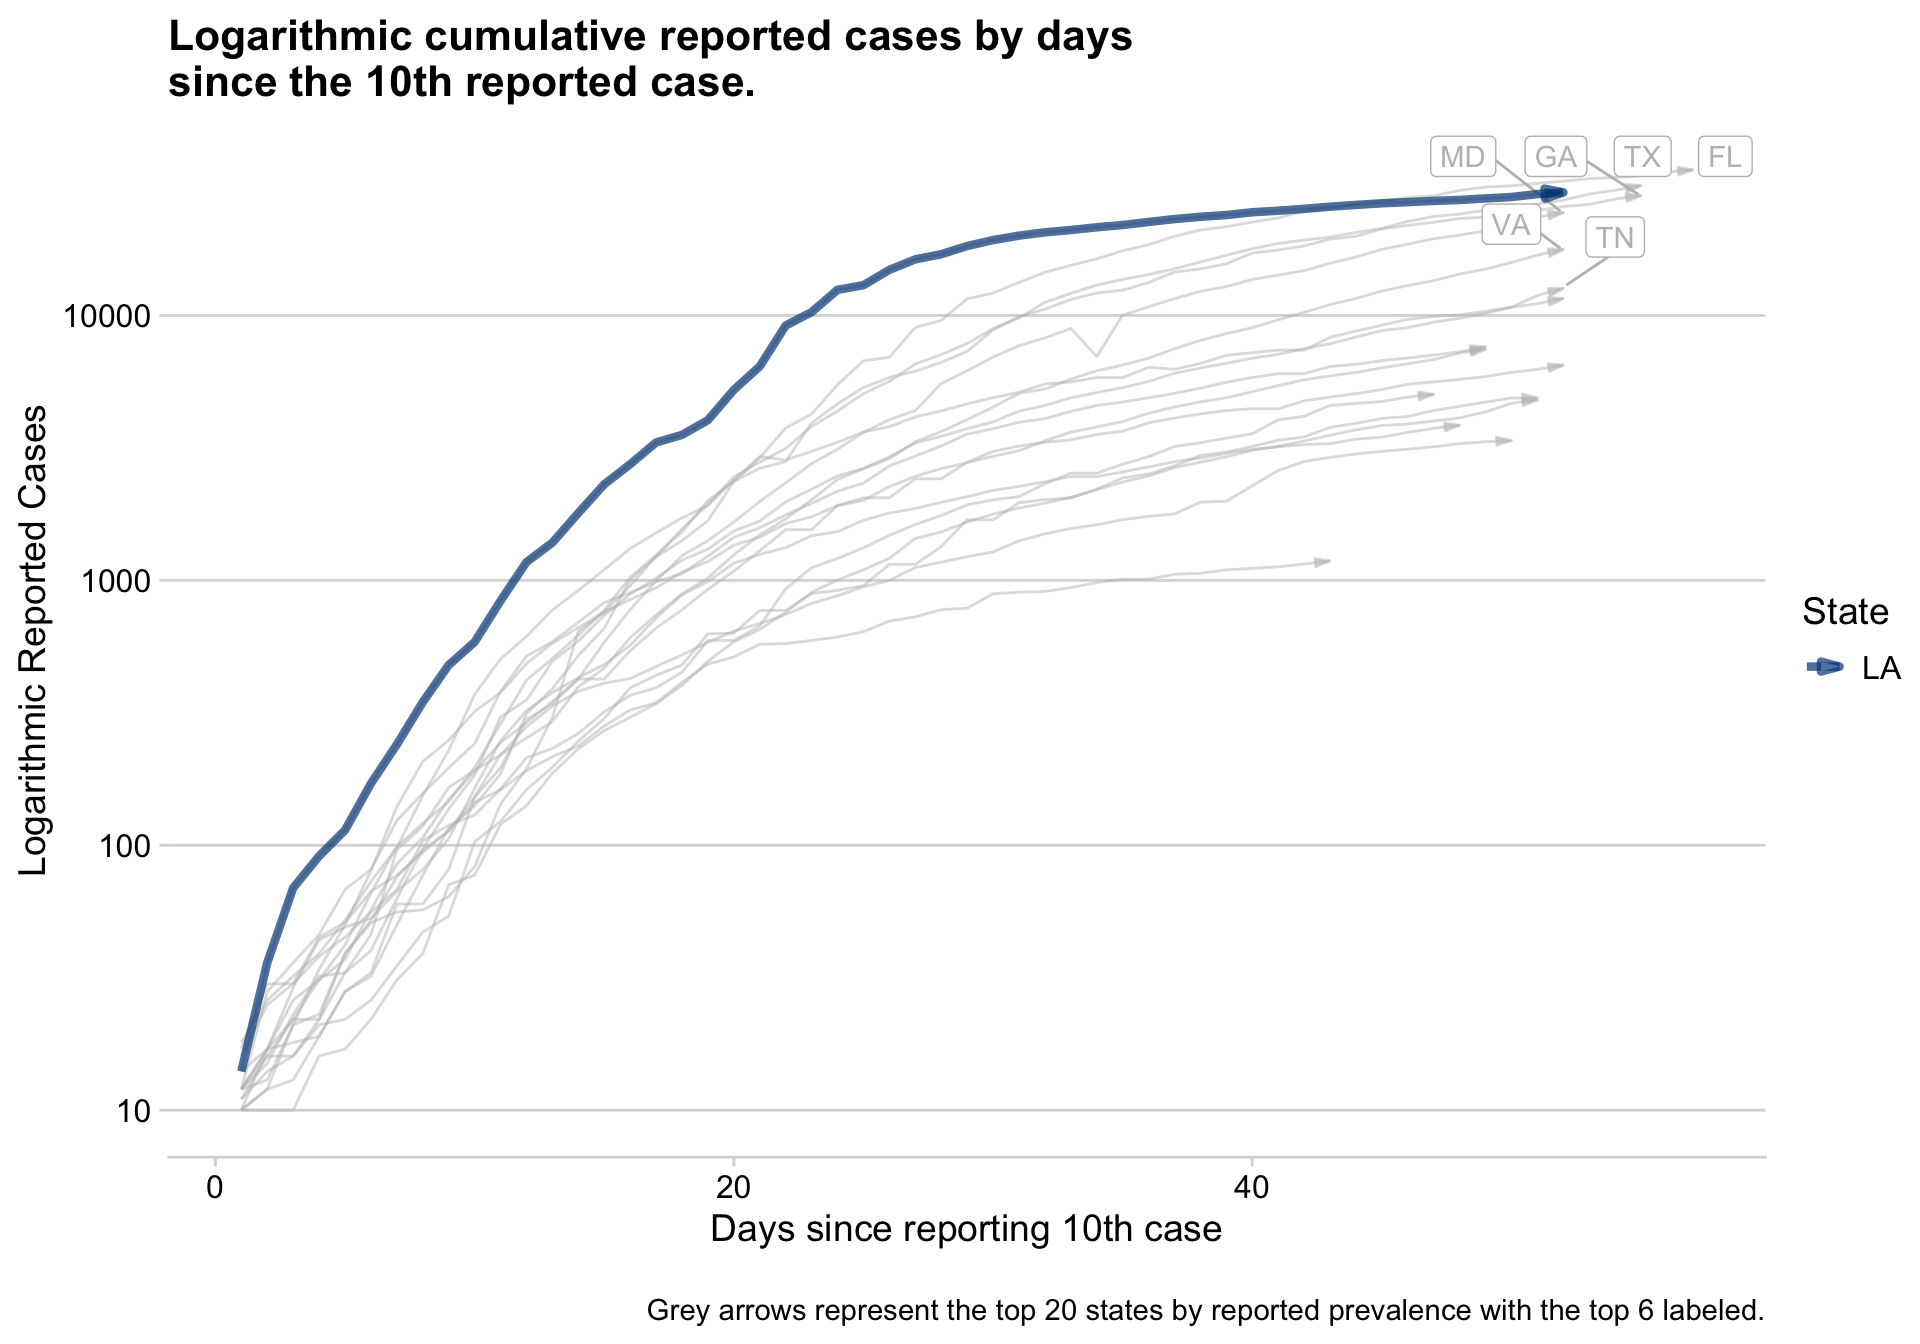 Logarithmic cumulative reported cases by days
since the 10th reported case.
MD
GA
TX
FL
VA
TN
10000
1000
100
10
Logarithmic Reported Cases
State
LA
0
20
40
Days since reporting 10th case
Grey arrows represent the top 20 states by reported prevalence with the top 6 labeled.